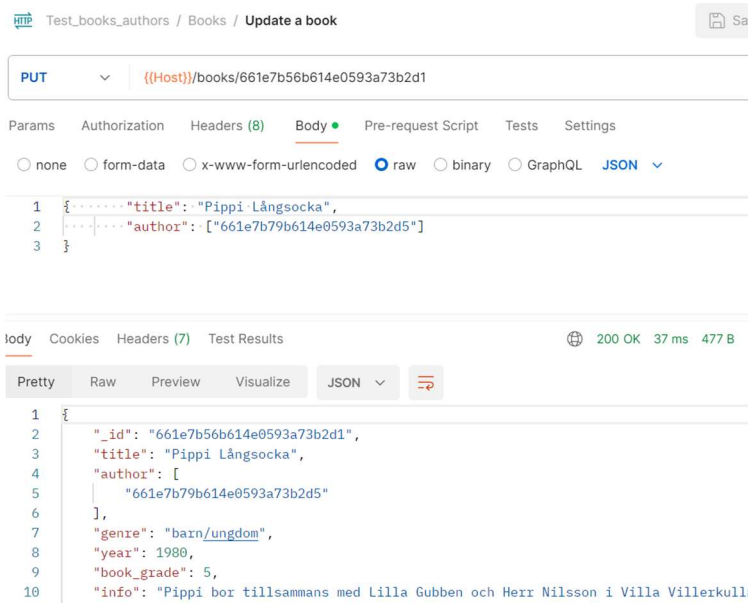 HTTP Test_books_authors / Books / Update a book Sa
PUT {{Host}}/books/661e7b56b614e0593a73b2d1
Params Authorization Headers (8) Body Pre-request Script Tests Settings
none form-data x-www-form-urlencoded raw binary GraphQL JSON
1 { "title": "Pippi Långsocka",
2 "author": ["661e7b79b614e0593a73b2d5"]
3 }
Body Cookies Headers (7) Test Results 200 OK 37 ms 477 B
Pretty Raw Preview Visualize JSON
1 {
2 "_id": "661e7b56b614e0593a73b2d1",
3 "title": "Pippi Långsocka",
4 "author": [
5 "661e7b79b614e0593a73b2d5"
6 ],
7 "genre": "barn/ungdom",
8 "year": 1980,
9 "book_grade": 5,
10 "info": "Pippi bor tillsammans med Lilla Gubben och Herr Nilsson i Villa Villerkull